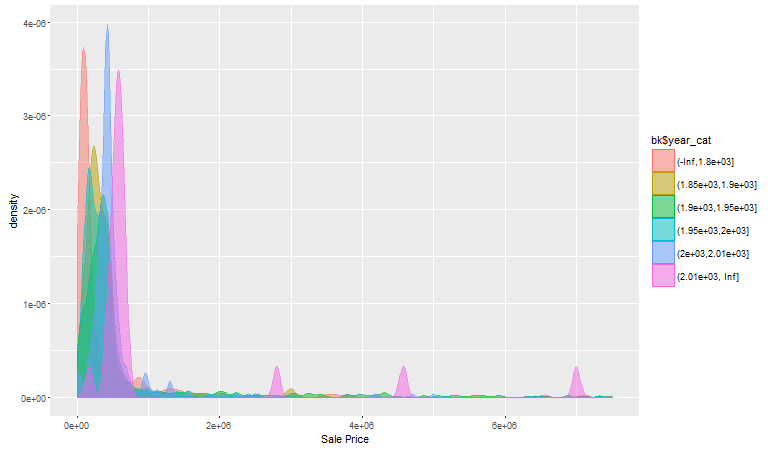 4e-06
3e-06
2e-06
1e-06
0e+00
density
0e+00 2e+06 4e+06 6e+06
Sale Price
bk$year_cat
(-Inf,1.8e+03]
(1.85e+03,1.9e+03]
(1.9e+03,1.95e+03]
(1.95e+03,2e+03]
(2e+03,2.01e+03]
(2.01e+03, Inf]